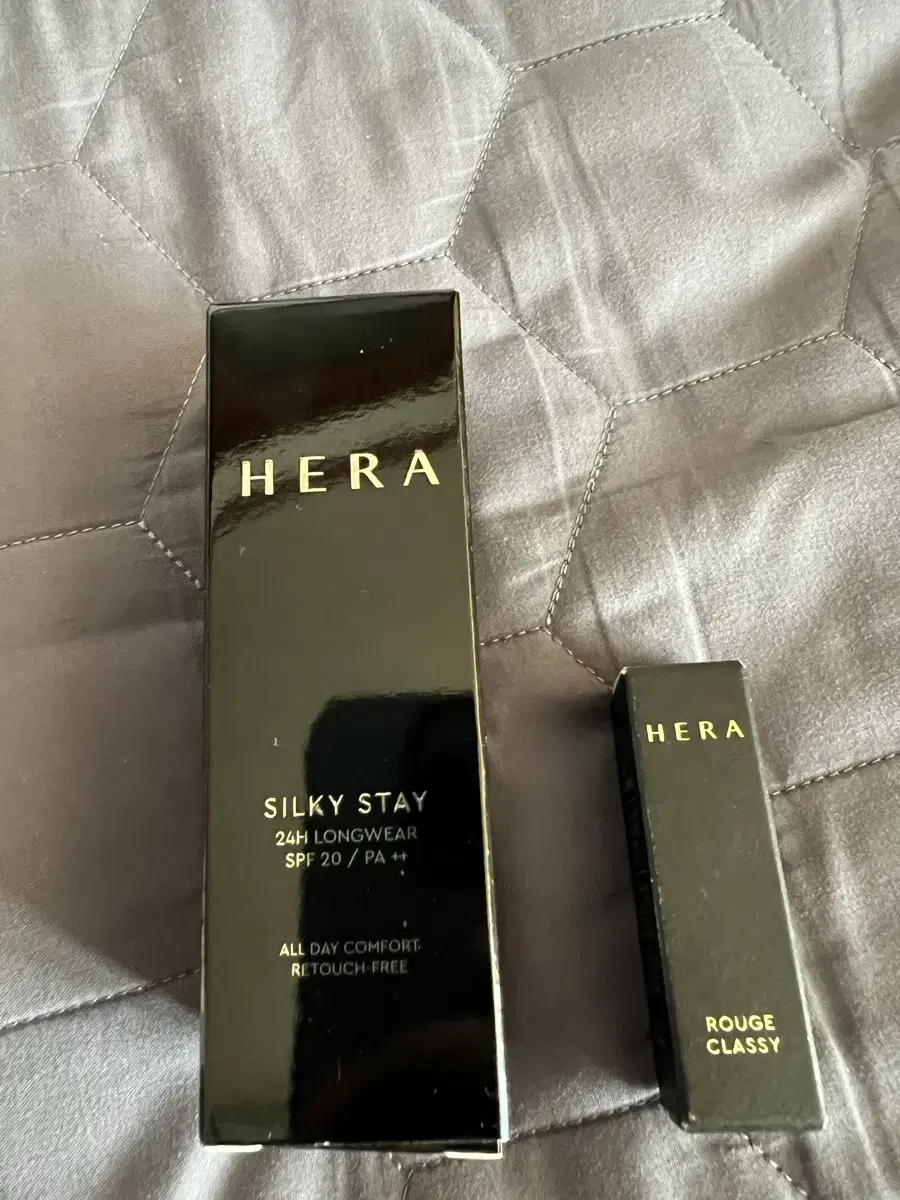 HERA
SILKY STAY
24H LONGWEAR
SPF 20 / PA ++
ALL DAY COMFORT
RETOUCH-FREE
HERA
ROUGE
CLASSY